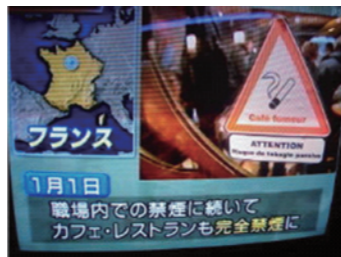 フランス
Café fumeur
ATTENTION
Risque de tabagie passive
1月1日
職場内での禁煙に続いて
カフェ・レストランも完全禁煙に